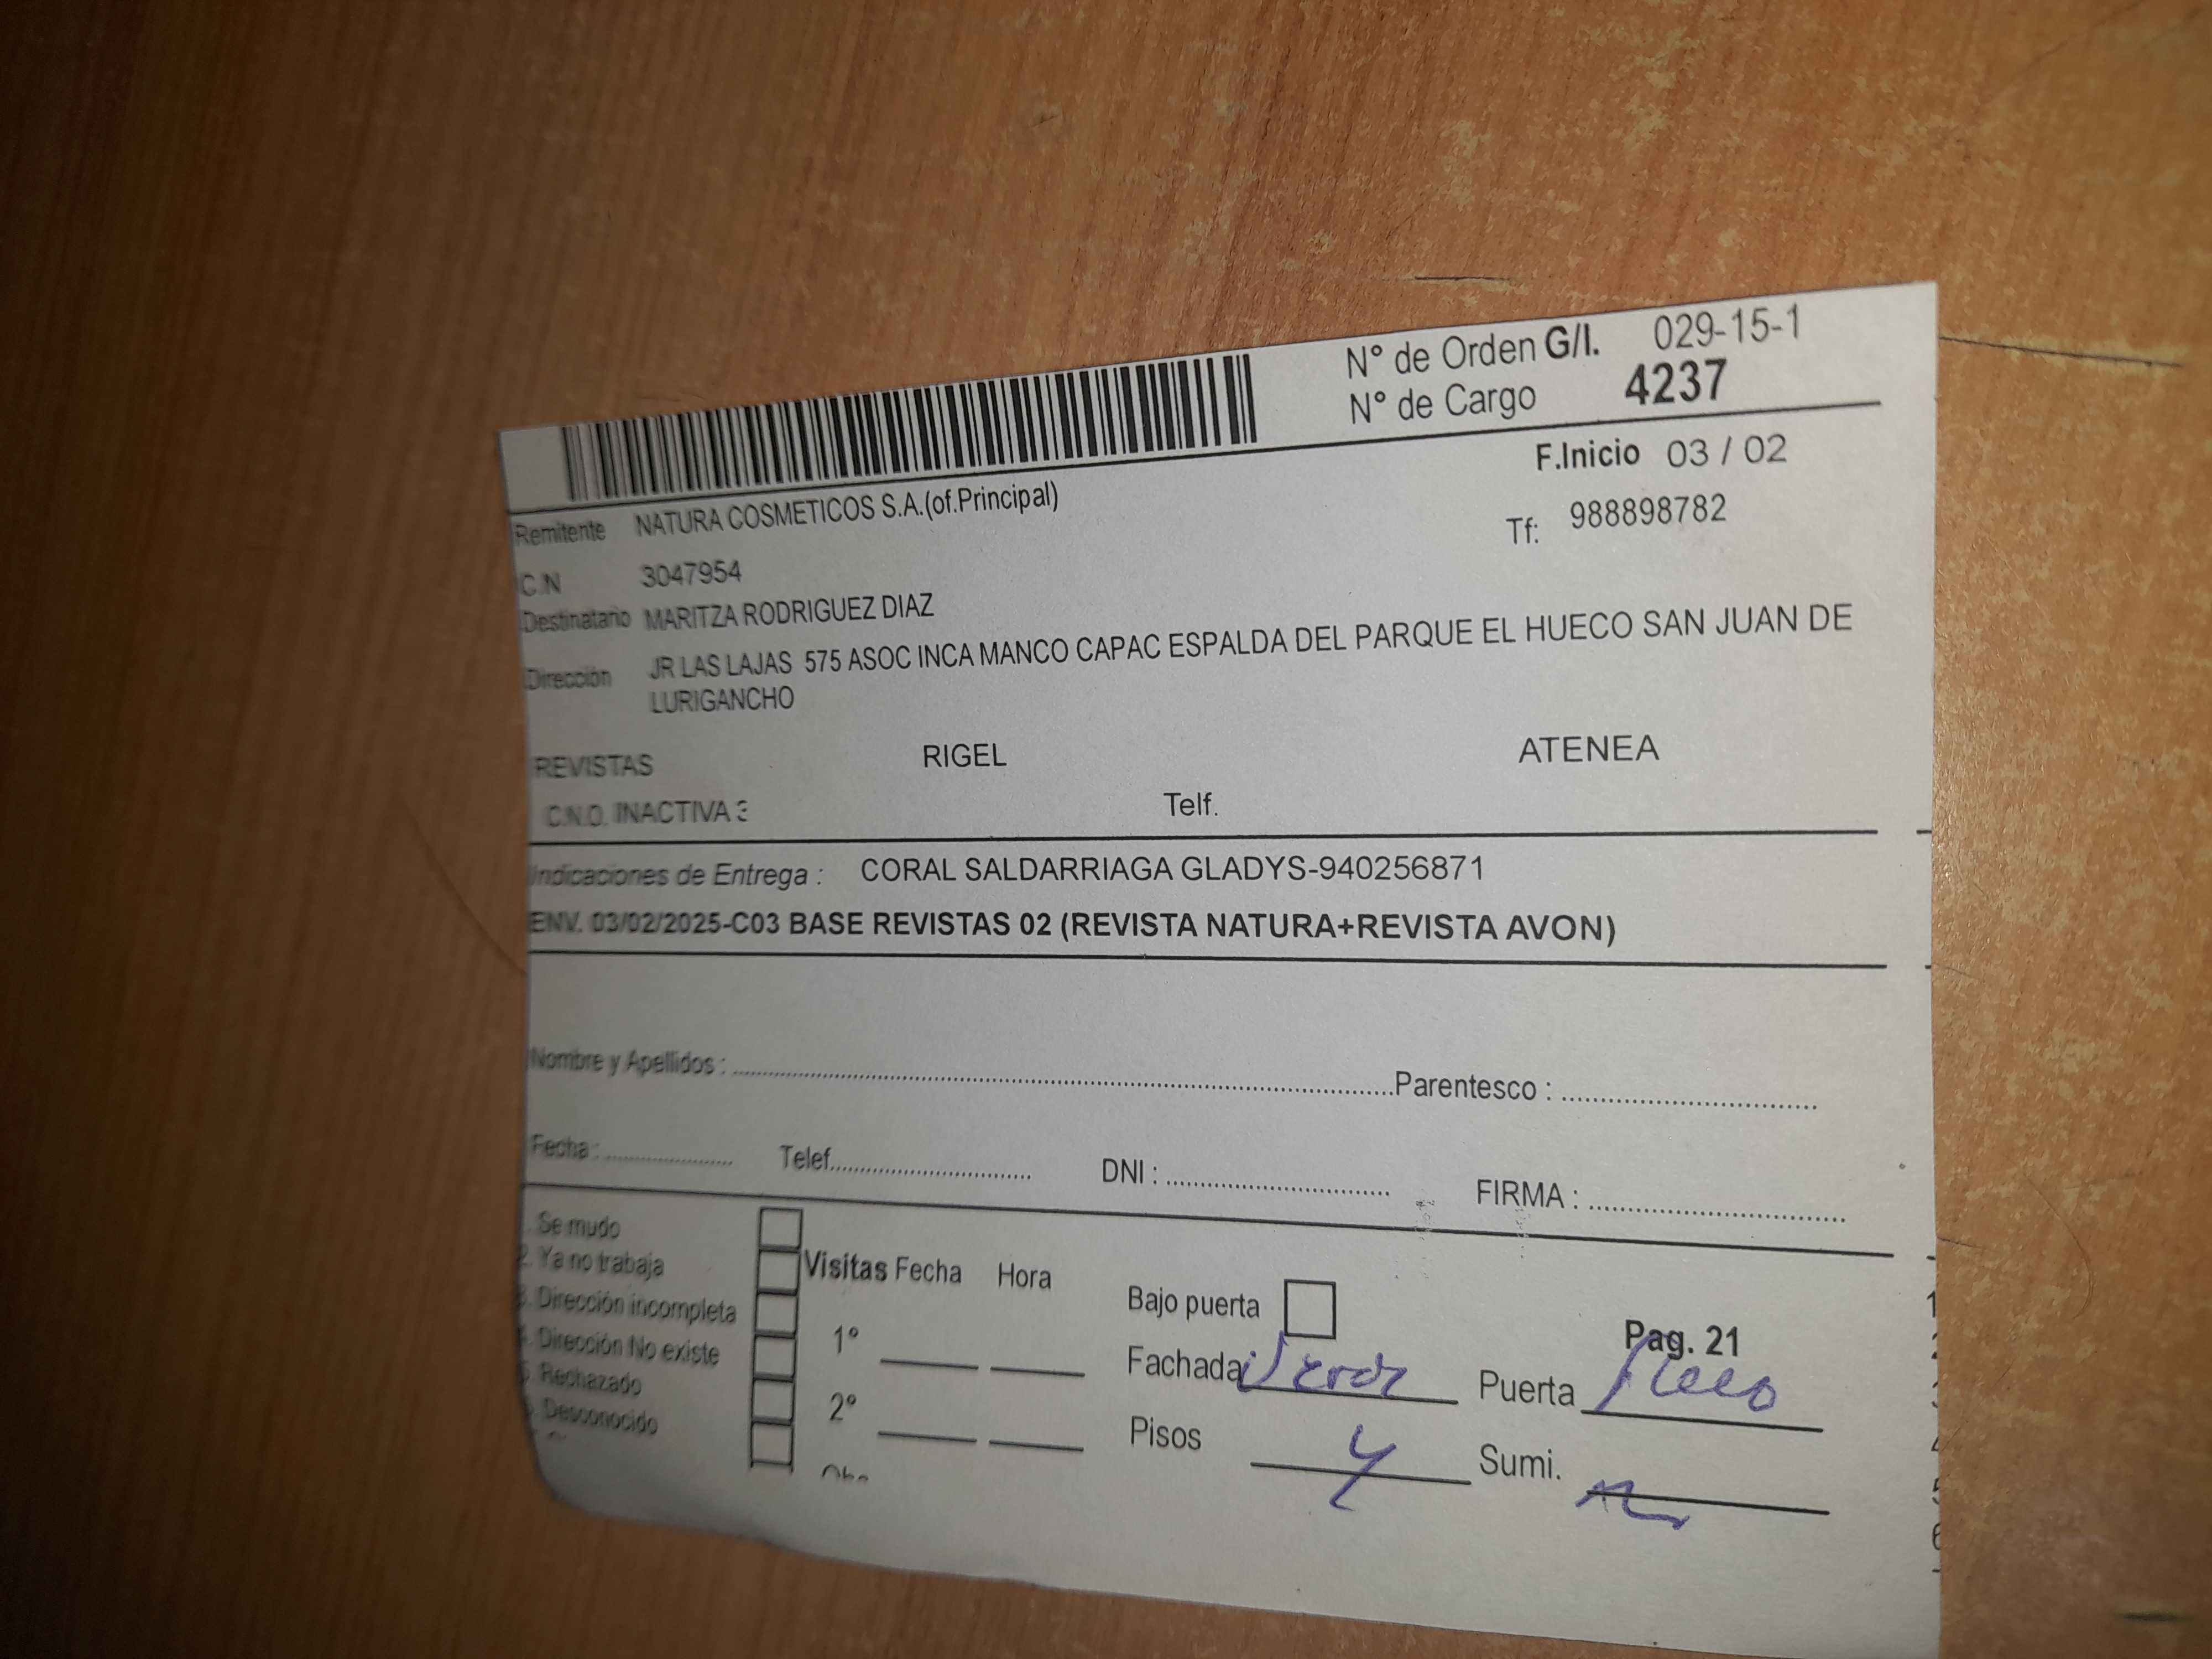 N° de Orden G/I. 029-15-1
N° de Cargo 4237
F.Inicio 03 / 02
Remitente NATURA COSMETICOS S.A.(of.Principal)
Tf: 988898782
C.N 3047954
Destinatario MARITZA RODRIGUEZ DIAZ
Dirección JR LAS LAJAS 575 ASOC INCA MANCO CAPAC ESPALDA DEL PARQUE EL HUECO SAN JUAN DE
LURIGANCHO
REVISTAS RIGEL ATENEA
C.N.O. INACTIVA 3 Telf.
Indicaciones de Entrega : CORAL SALDARRIAGA GLADYS-940256871
ENV. 03/02/2025-C03 BASE REVISTAS 02 (REVISTA NATURA+REVISTA AVON)
Nombre y Apellidos : Parentesco :
Fecha : Telef. DNI : FIRMA :
Se mudo
2. Ya no trabaja
3. Dirección incompleta
4. Dirección No existe
5. Rechazado
6. Desconocido
Visitas Fecha Hora
1°
2°
Bajo puerta
Pag. 21
Fachada Puerta
Pisos 4 Sumi.